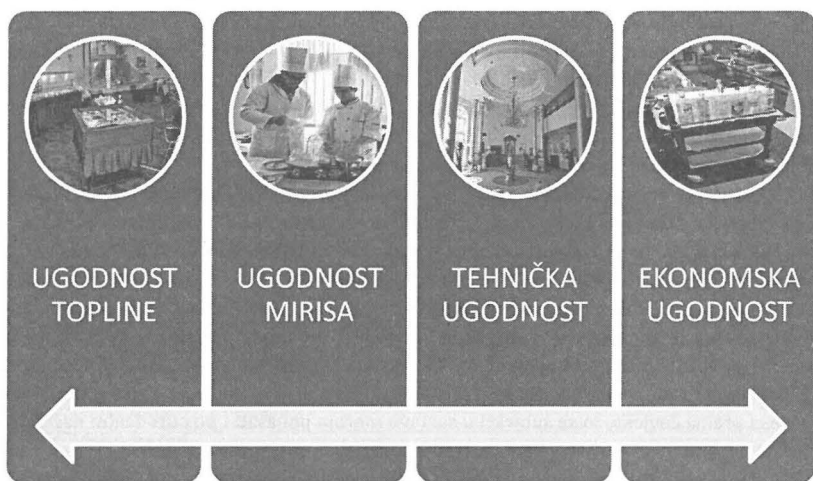 UGODNOST
TOPLINE
UGODNOST
MIRISA
TEHNIČKA
UGODNOST
EKONOMSKA
UGODNOST